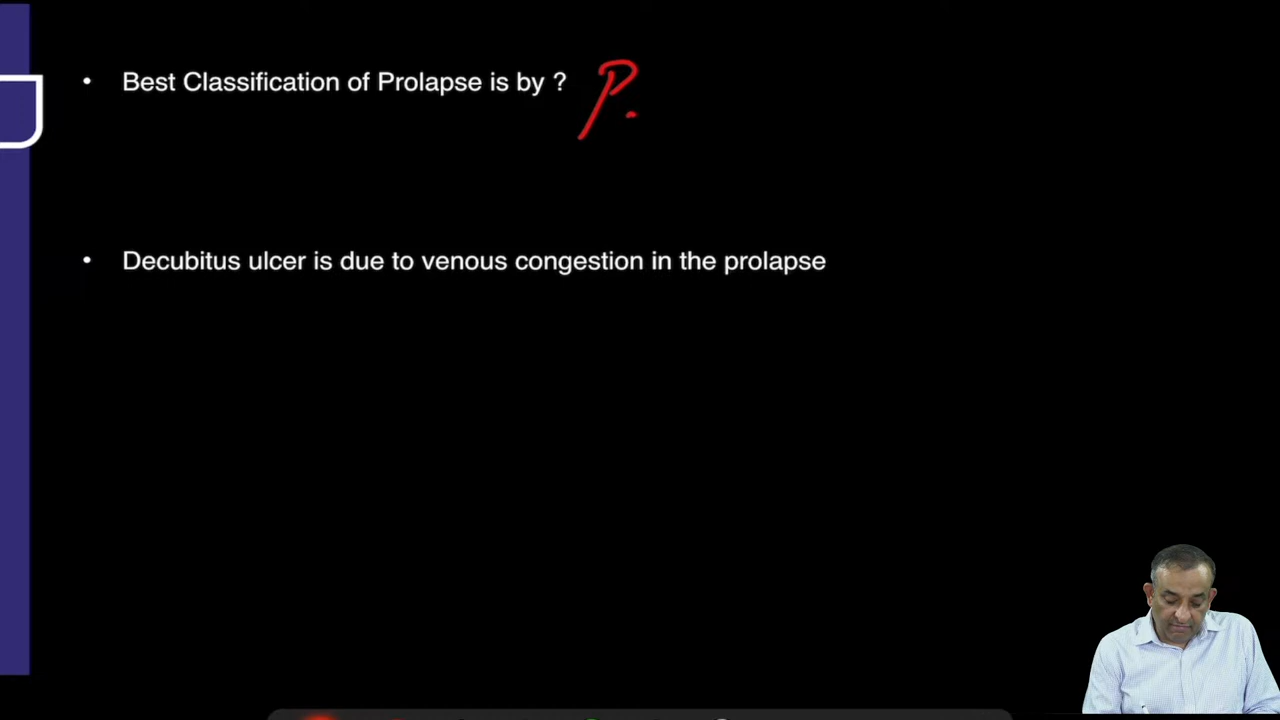 • Best Classification of Prolapse is by ? P.
• Decubitus ulcer is due to venous congestion in the prolapse